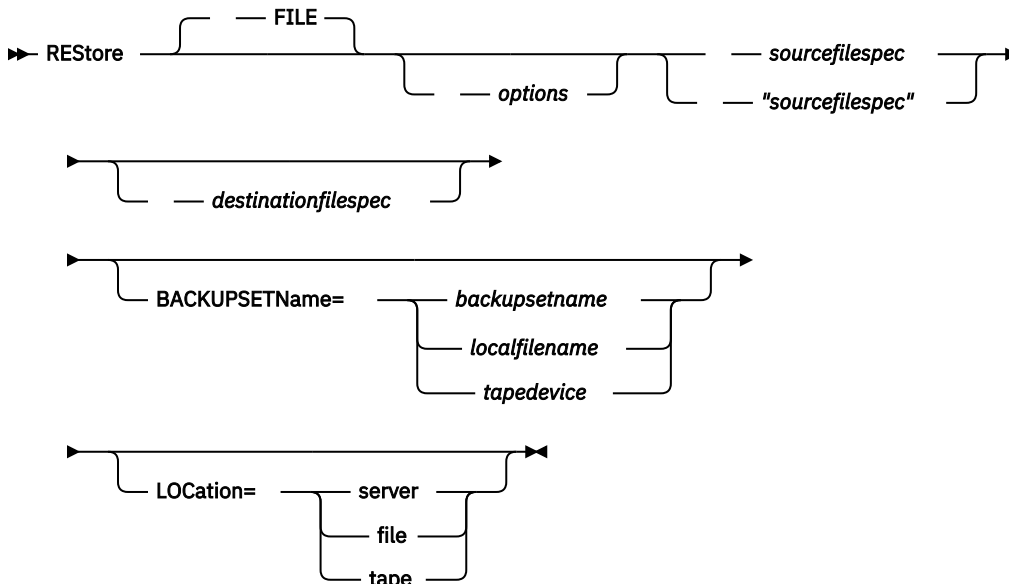 FILE
REStore
sourcefilespec
options
"sourcefilespec"
destinationfilespec
BACKUPSETName=
backupsetname
localfilename
tapedevice
LOCation=
server
file
tape